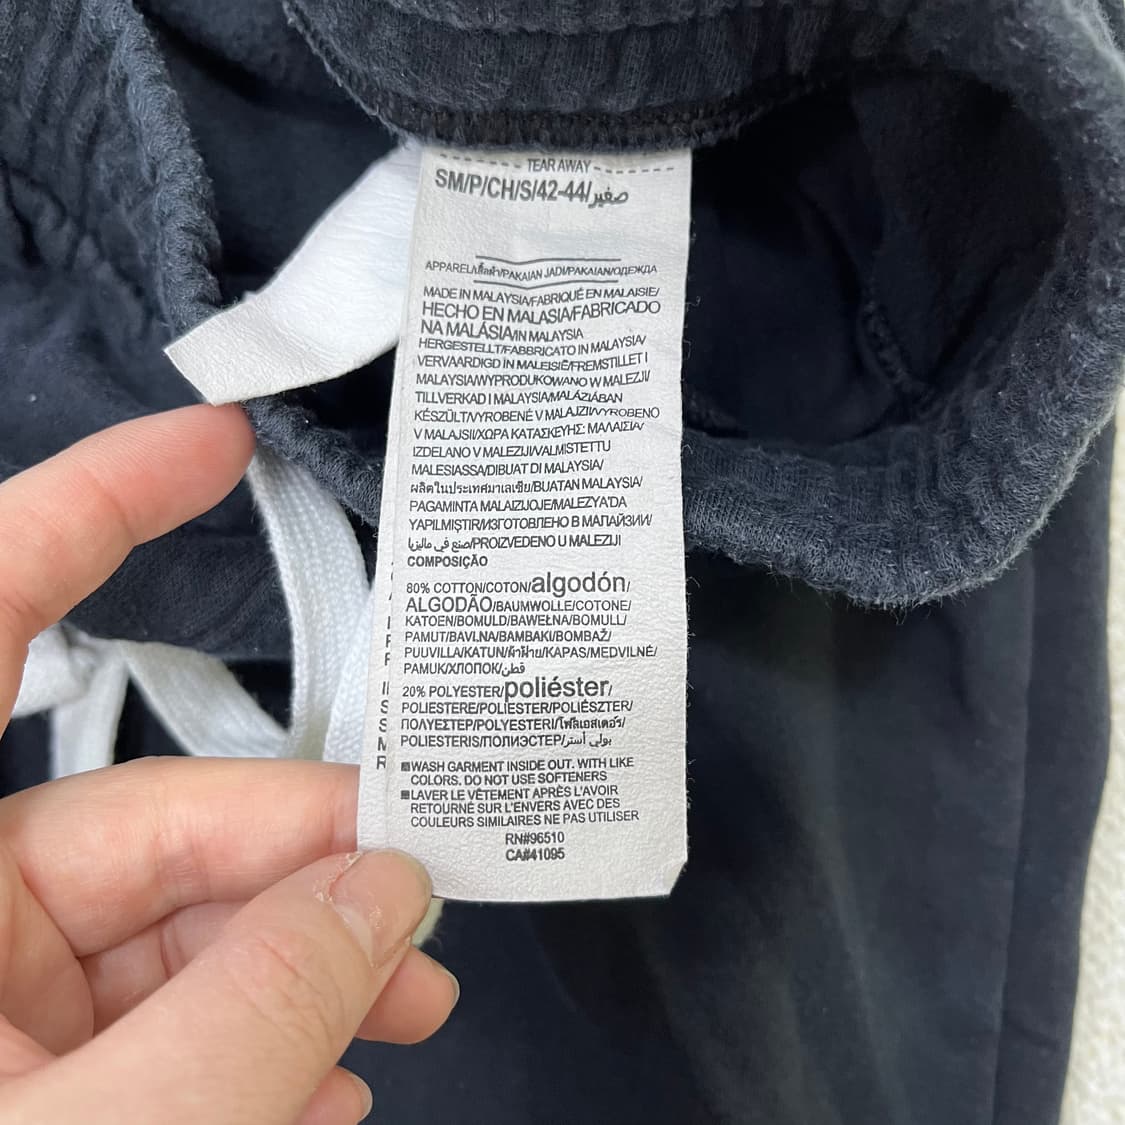 TEAR AWAY
SM/P/CH/S/42-44/صغير
APPAREL/เสื้อผ้า/PAKAIAN JADI/PAKAIAN/ОДЕЖДА
MADE IN MALAYSIA/FABRIQUÉ EN MALAISIE/
HECHO EN MALASIA/FABRICADO
NA MALÁSIA/IN MALAYSIA
HERGESTELLT/FABBRICATO IN MALAYSIA/
VERVAARDIGD IN MALEISIË/FREMSTILLET I
MALAYSIA/WYPRODUKOWANO W MALEZJI/
TILLVERKAD I MALAYSIA/MALÁZIÁBAN
KÉSZÜLT/VYROBENÉ V MALAJZII/VYROBENO
V MALAJSII/ΧΩΡΑ ΚΑΤΑΣΚΕΥΗΣ: ΜΑΛΑΙΣΙΑ/
IZDELANO V MALEZIJI/VALMISTETTU
MALESIASSA/DIBUAT DI MALAYSIA/
ผลิตในประเทศมาเลเซีย/BUATAN MALAYSIA/
PAGAMINTA MALAIZIJOJE/MALEZYA'DA
YAPILMIŞTIR/ИЗГОТОВЛЕНО В МАЛАЙЗИИ/
صنع في ماليزيا/PROIZVEDENO U MALEZIJI
COMPOSIÇÃO
80% COTTON/COTON/algodón/
ALGODÃO/BAUMWOLLE/COTONE/
KATOEN/BOMULD/BAWEŁNA/BOMULL/
PAMUT/BAVLNA/BAMBAKI/BOMBAŽ/
PUUVILLA/KATUN/ผ้าฝ้าย/KAPAS/MEDVILNĖ/
PAMUK/ХЛОПОК/قطن
20% POLYESTER/poliéster/
POLIESTERE/POLIESTER/POLIÉSZTER/
ΠΟΛΥΕΣΤΕΡ/POLYESTERI/โพลีเอสเตอร์/
POLIESTERIS/ПОЛИЭСТЕР/بولي أستر
WASH GARMENT INSIDE OUT. WITH LIKE
COLORS. DO NOT USE SOFTENERS
LAVER LE VÊTEMENT APRÈS L'AVOIR
RETOURNÉ SUR L'ENVERS AVEC DES
COULEURS SIMILAIRES NE PAS UTILISER
RN#96510
CA#41095